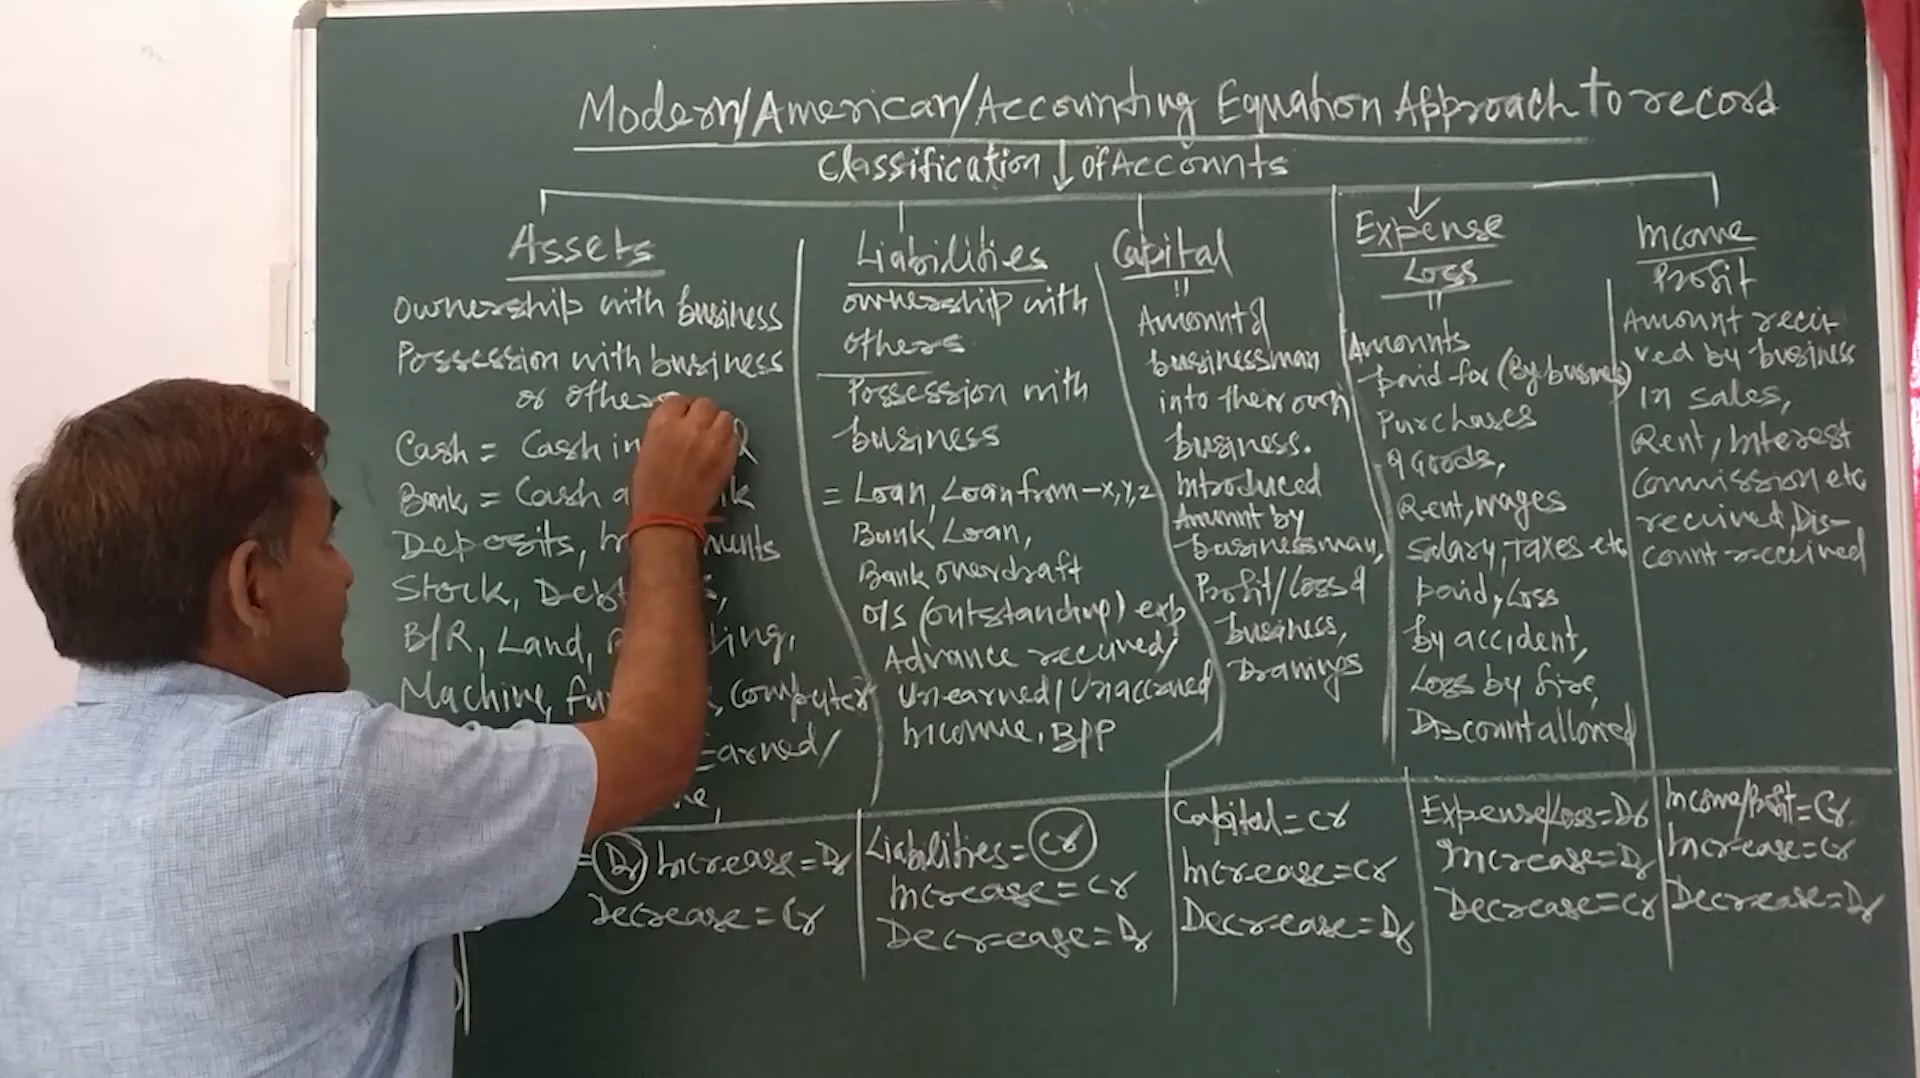 Modern/American/Accounting Equation Approach to record
Classification of Accounts
Assets
Ownership with business
Possession with business
or others
Cash = Cash in
Bank = Cash
Deposits,
Stock,
B/R, Land,
Machine, Computer
Earned/
= Dr Increase = Dr
Decrease = Cr
Liabilities
ownership with
others
Possession with
business
= Loan, Loan from - x, y, z
Bank Loan,
Bank overdraft
O/S (outstanding) exp
Advance received/
Unearned/Unaccrued
Income, BPP
Liabilities = Cr
Increase = Cr
Decrease = Dr
Capital
"
Amount of
businessman
into their own
business.
Introduced
Amount by
businessman,
Profit/Loss of
business,
Drawings
Capital = Cr
Increase = Cr
Decrease = Dr
Expense
Loss
"
Amounts
paid for (By business)
Purchases
of Goods,
Rent, wages
Salary, Taxes etc
paid, Loss
by accident,
Loss by fire,
Discount allowed
Expense/Loss = Dr
Increase = Dr
Decrease = Cr
Income
Profit
Amount recei-
ved by business
in sales,
Rent, Interest
Commission etc
received, Dis-
count received
Income/Profit = Cr.
Increase = Cr
Decrease = Dr